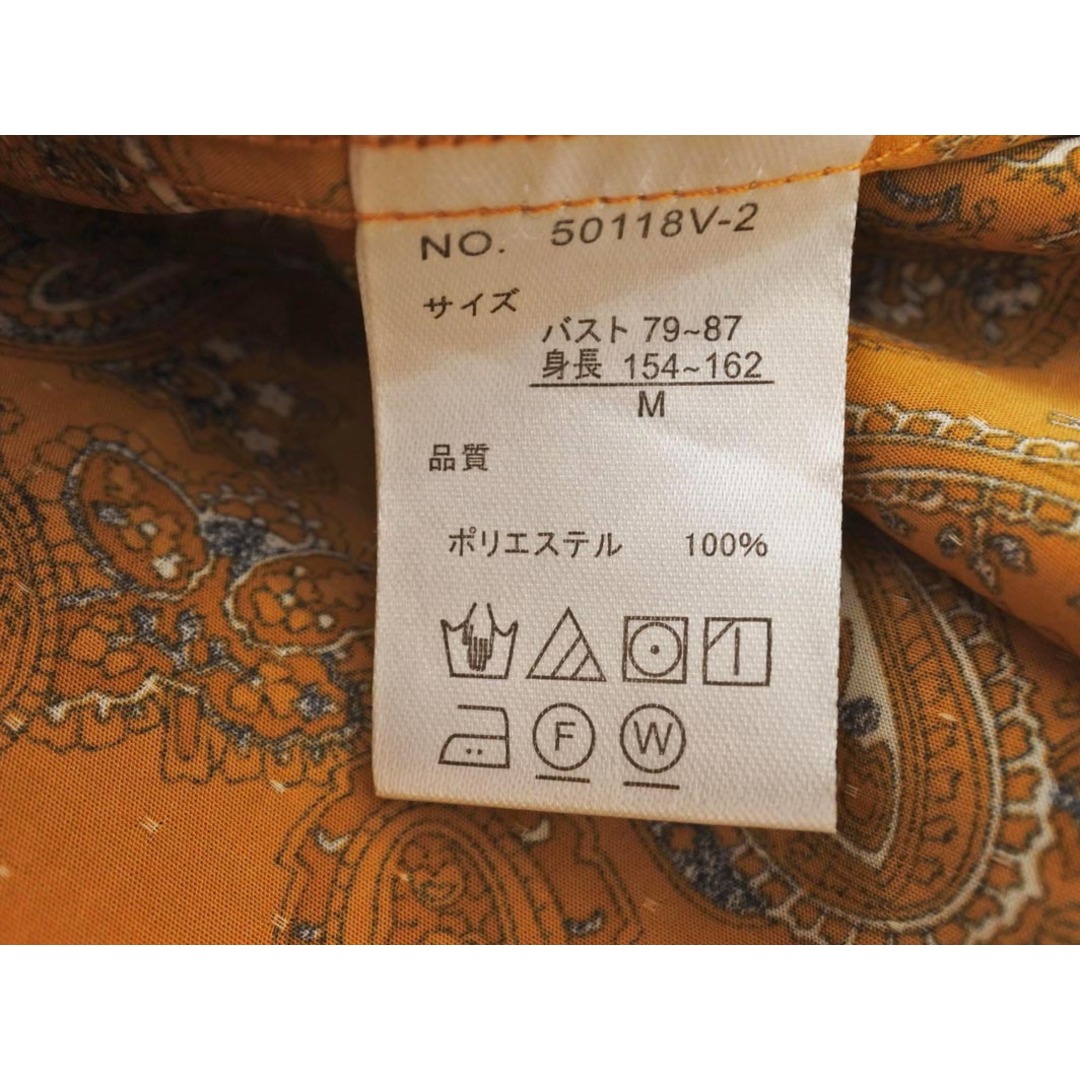 NO. 50118V-2
サイズ
バスト 79~87
身長 154~162
M
品質
ポリエステル 100%
F W